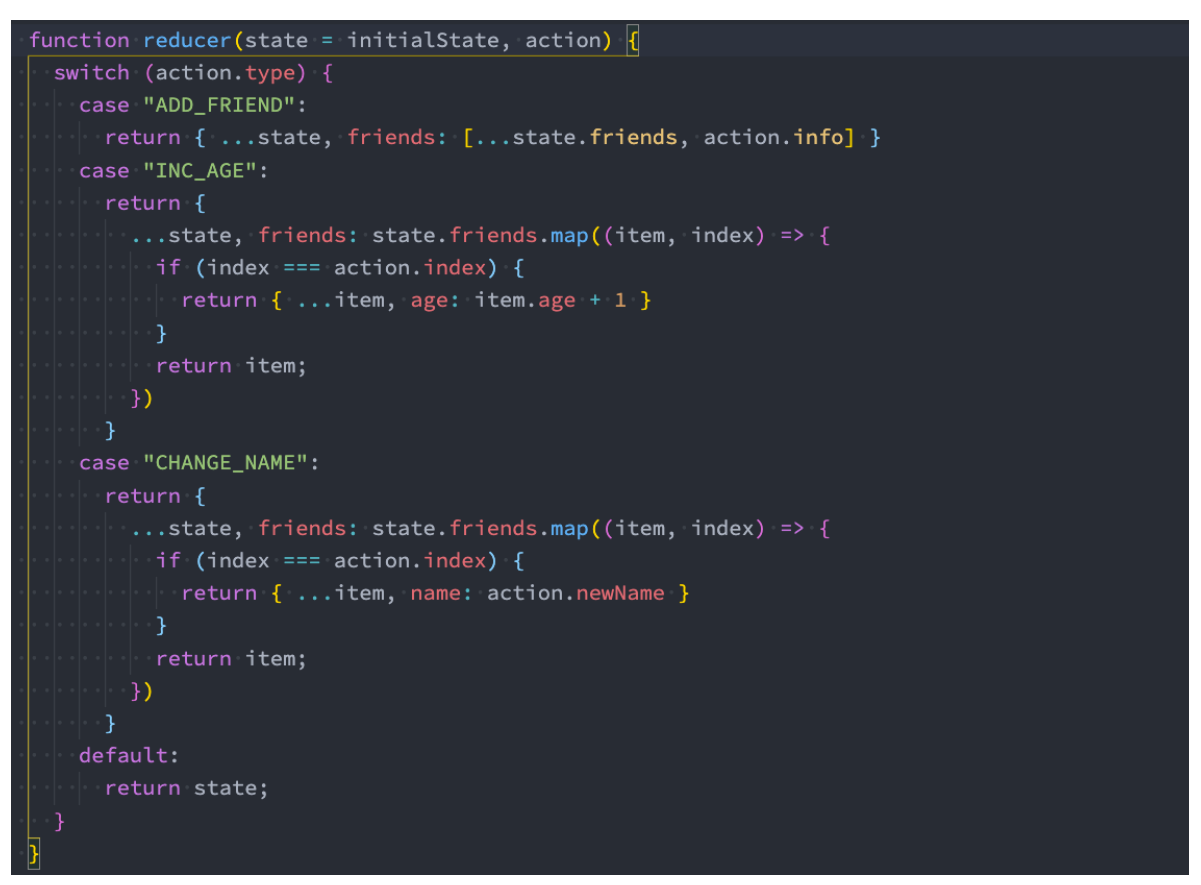 function reducer(state = initialState, action) {
  switch (action.type) {
    case "ADD_FRIEND":
      return { ...state, friends: [...state.friends, action.info] }
    case "INC_AGE":
      return {
        ...state, friends: state.friends.map((item, index) => {
          if (index === action.index) {
            return { ...item, age: item.age + 1 }
          }
          return item;
        })
      }
    case "CHANGE_NAME":
      return {
        ...state, friends: state.friends.map((item, index) => {
          if (index === action.index) {
            return { ...item, name: action.newName }
          }
          return item;
        })
      }
    default:
      return state;
  }
}